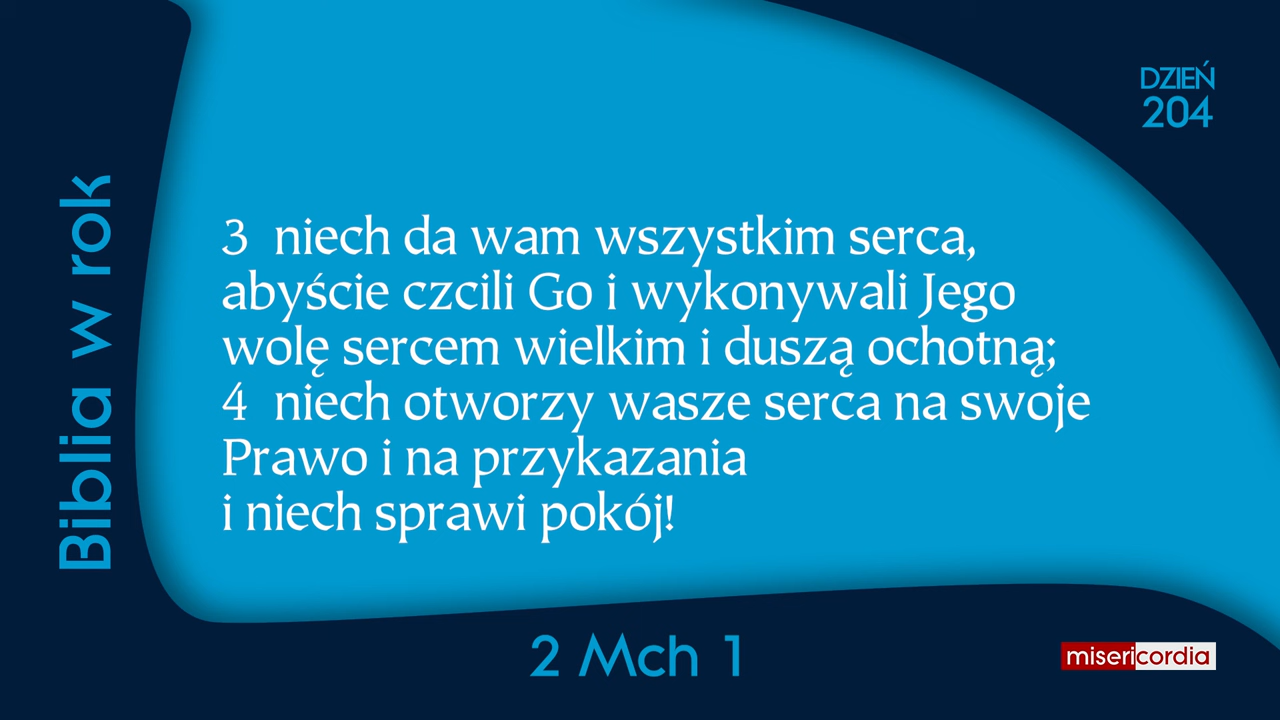 DZIEŃ
204
Biblia w rok
3 niech da wam wszystkim serca,
abyście czcili Go i wykonywali Jego
wolę sercem wielkim i duszą ochotną;
4 niech otworzy wasze serca na swoje
Prawo i na przykazania
i niech sprawi pokój!
2 Mch 1
misericordia